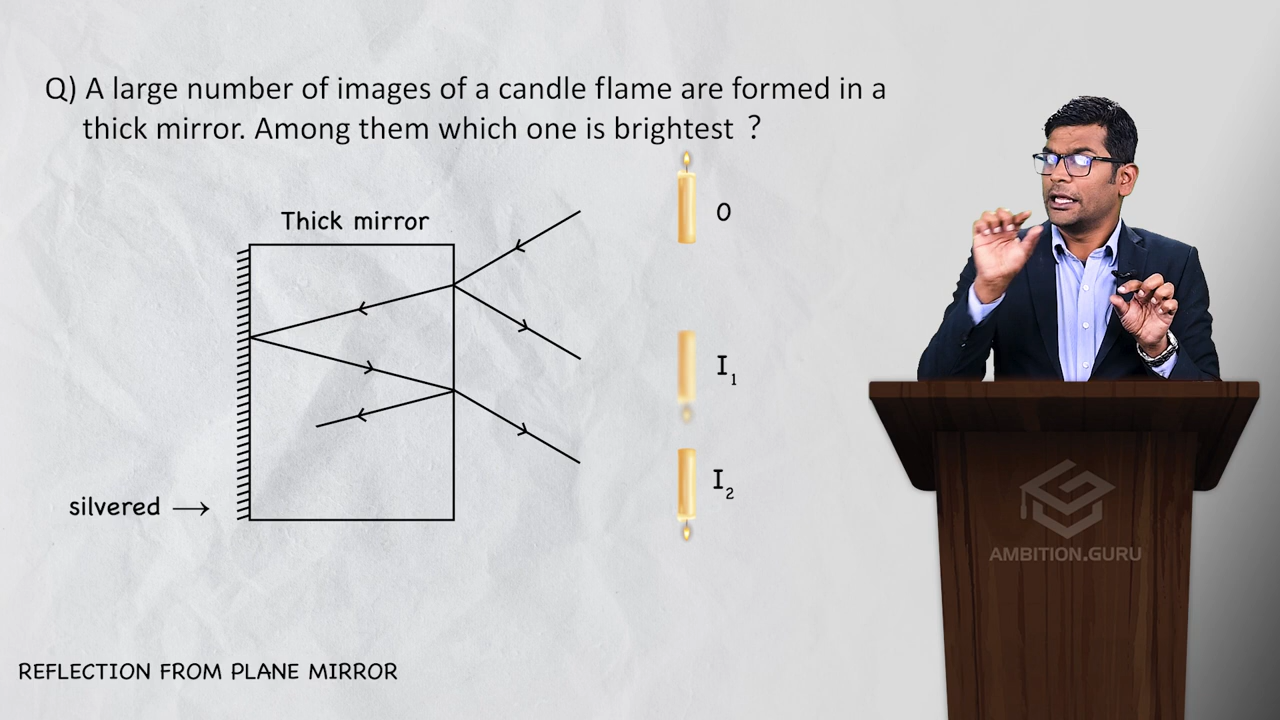 Q) A large number of images of a candle flame are formed in a
thick mirror. Among them which one is brightest ?
Thick mirror
O
I1
I2
silvered →
AMBITION.GURU
REFLECTION FROM PLANE MIRROR